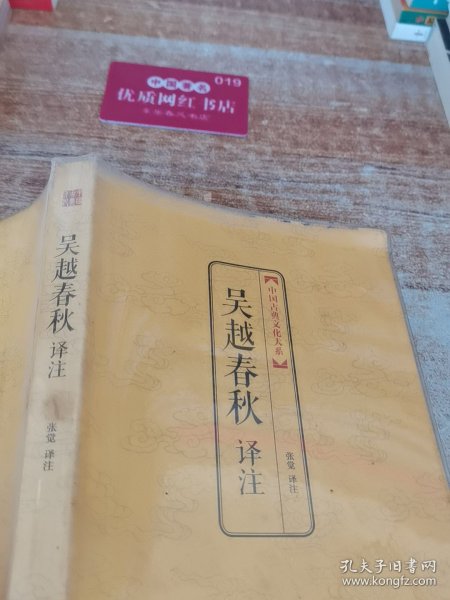 中国著名
019
优质网红书店
吴越春秋
译注
张觉 译注
中国古典文化大系
吴越春秋
译注
张觉 译注
孔夫子旧书网
www.kongfz.com